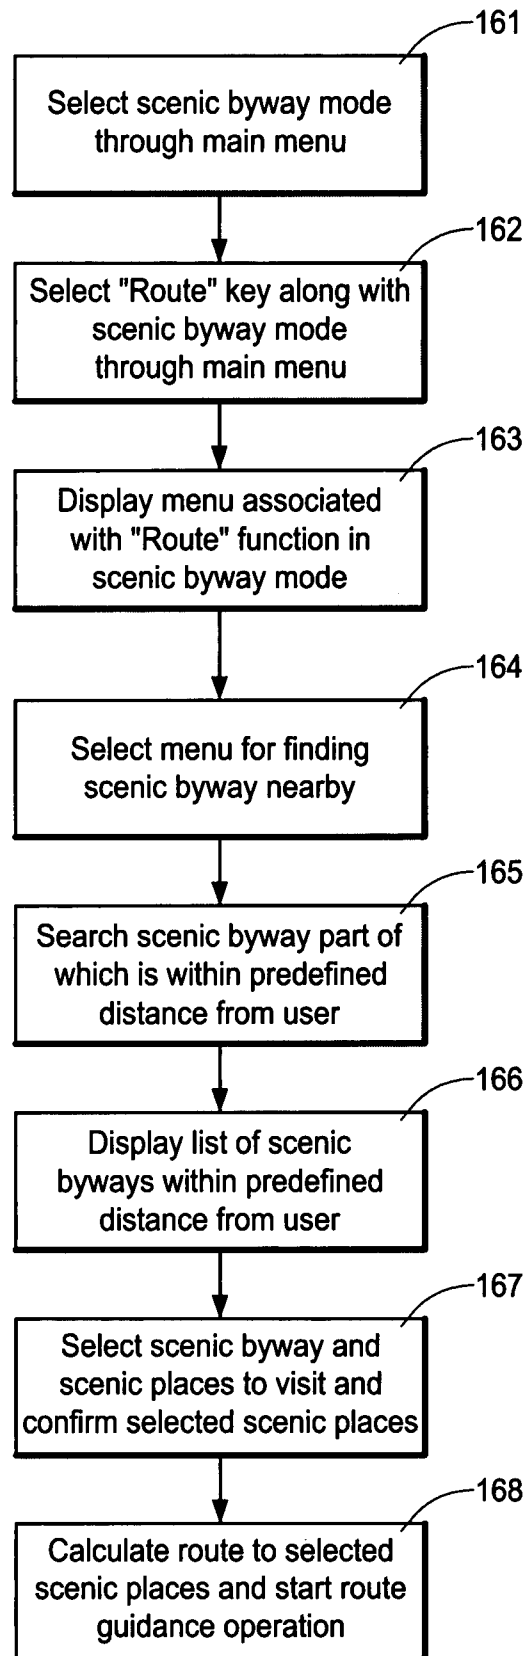 161
Select scenic byway mode
through main menu
162
Select "Route" key along with
scenic byway mode
through main menu
163
Display menu associated
with "Route" function in
scenic byway mode
164
Select menu for finding
scenic byway nearby
165
Search scenic byway part of
which is within predefined
distance from user
166
Display list of scenic
byways within predefined
distance from user
167
Select scenic byway and
scenic places to visit and
confirm selected scenic places
168
Calculate route to selected
scenic places and start route
guidance operation